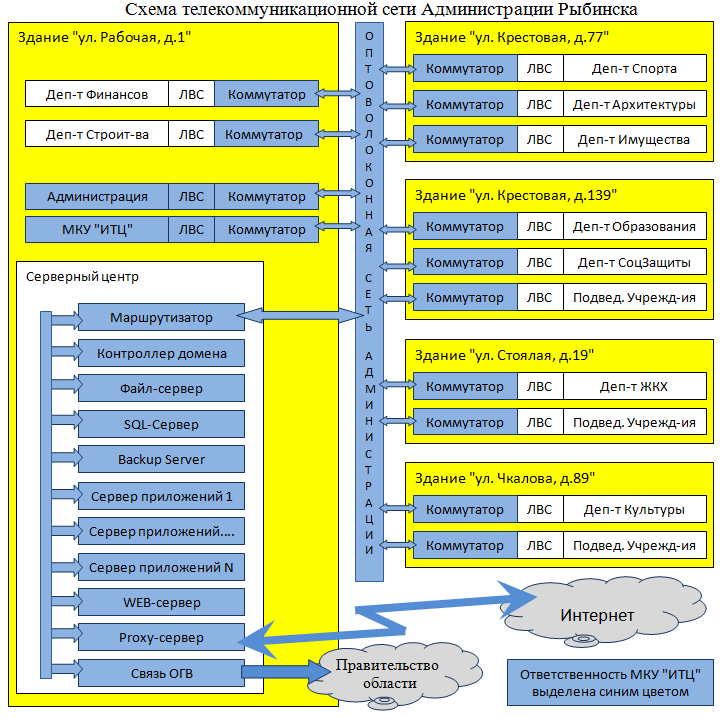 Схема телекоммуникационной сети Администрации Рыбинска
Здание "ул. Рабочая, д.1"
Деп-т Финансов ЛВС Коммутатор
Деп-т Строит-ва ЛВС Коммутатор
Администрация ЛВС Коммутатор
МКУ "ИТЦ" ЛВС Коммутатор
Серверный центр
Маршрутизатор
Контроллер домена
Файл-сервер
SQL-Сервер
Backup Server
Сервер приложений 1
Сервер приложений....
Сервер приложений N
WEB-сервер
Proxy-сервер
Связь ОГВ
ОПТОВОЛОКОННАЯ СЕТЬ АДМИНИСТРАЦИИ
Здание "ул. Крестовая, д.77"
Коммутатор ЛВС Деп-т Спорта
Коммутатор ЛВС Деп-т Архитектуры
Коммутатор ЛВС Деп-т Имущества
Здание "ул. Крестовая, д.139"
Коммутатор ЛВС Деп-т Образования
Коммутатор ЛВС Деп-т СоцЗащиты
Коммутатор ЛВС Подвед. Учрежд-ия
Здание "ул. Стоялая, д.19"
Коммутатор ЛВС Деп-т ЖКХ
Коммутатор ЛВС Подвед. Учрежд-ия
Здание "ул. Чкалова, д.89"
Коммутатор ЛВС Деп-т Культуры
Коммутатор ЛВС Подвед. Учрежд-ия
Интернет
Правительство
области
Ответственность МКУ "ИТЦ"
выделена синим цветом